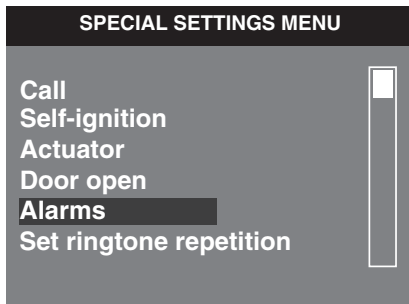 SPECIAL SETTINGS MENU
Call
Self-ignition
Actuator
Door open
Alarms
Set ringtone repetition